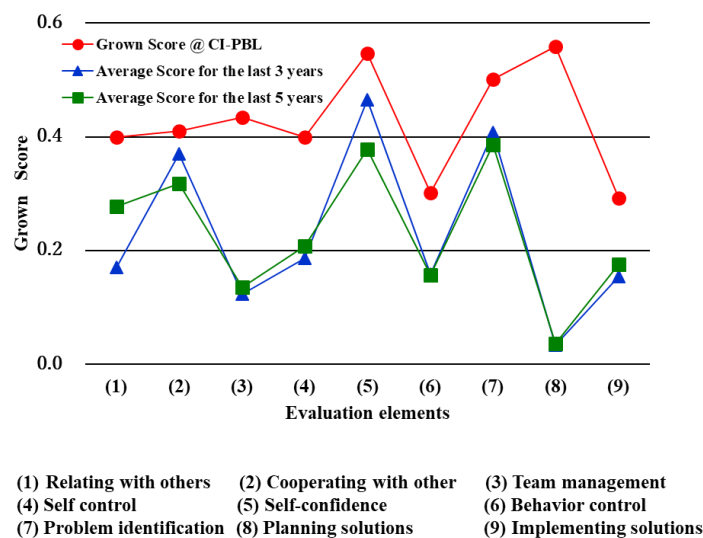 0.6
Grown Score @ CI-PBL
Average Score for the last 3 years
Average Score for the last 5 years
0.4
0.2
0.0
Grown Score
(1) (2) (3) (4) (5) (6) (7) (8) (9)
Evaluation elements
(1) Relating with others (2) Cooperating with other (3) Team management
(4) Self control (5) Self-confidence (6) Behavior control
(7) Problem identification (8) Planning solutions (9) Implementing solutions